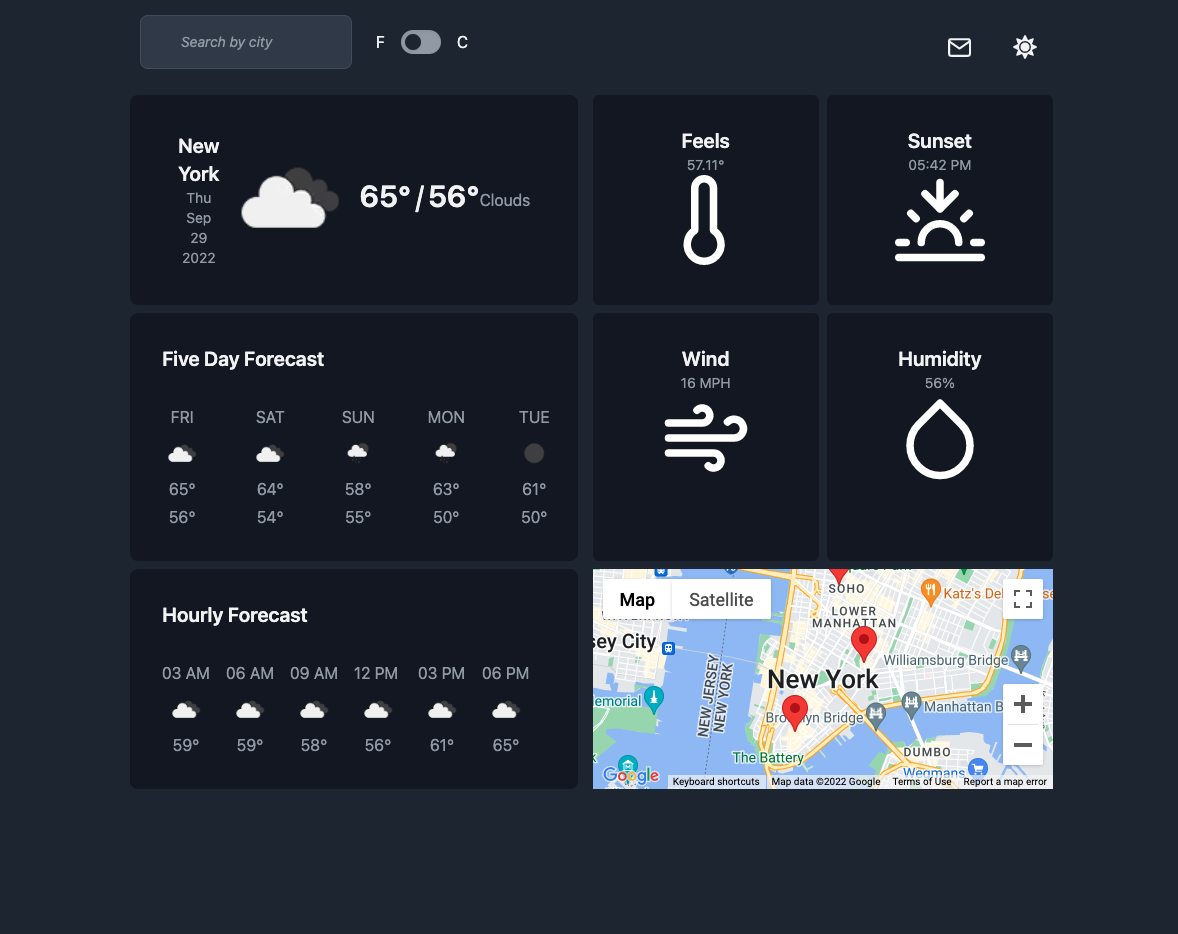 Search by city
F
C
New
York
Thu
Sep
29
2022
65°/56°Clouds
Feels
57.11°
Sunset
05:42 PM
Five Day Forecast
FRI SAT SUN MON TUE
65° 64° 58° 63° 61°
56° 54° 55° 50° 50°
Wind
16 MPH
Humidity
56%
Hourly Forecast
03 AM 06 AM 09 AM 12 PM 03 PM 06 PM
59° 59° 58° 56° 61° 65°
Map
Satellite
SOHO
Katz's Del
LOWER
MANHATTAN
sey City
Williamsburg Bridge
New York
NEW JERSEY
NEW YORK
emorial
Brooklyn Bridge
Manhattan B
The Battery
DUMBO
Wegmans
Google
Keyboard shortcuts
Map data ©2022 Google
Terms of Use
Report a map error